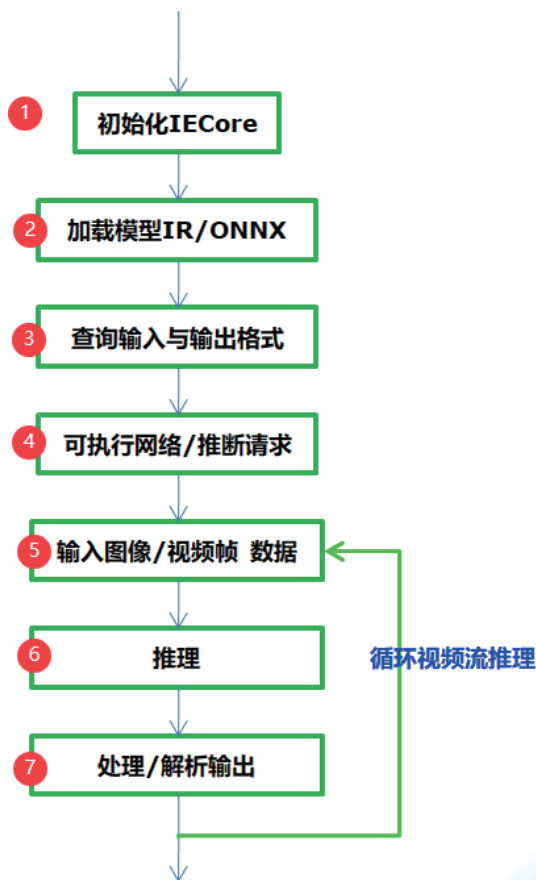 1
初始化IECore
2
加载模型IR/ONNX
3
查询输入与输出格式
4
可执行网络/推断请求
5
输入图像/视频帧 数据
6
推理
循环视频流推理
7
处理/解析输出